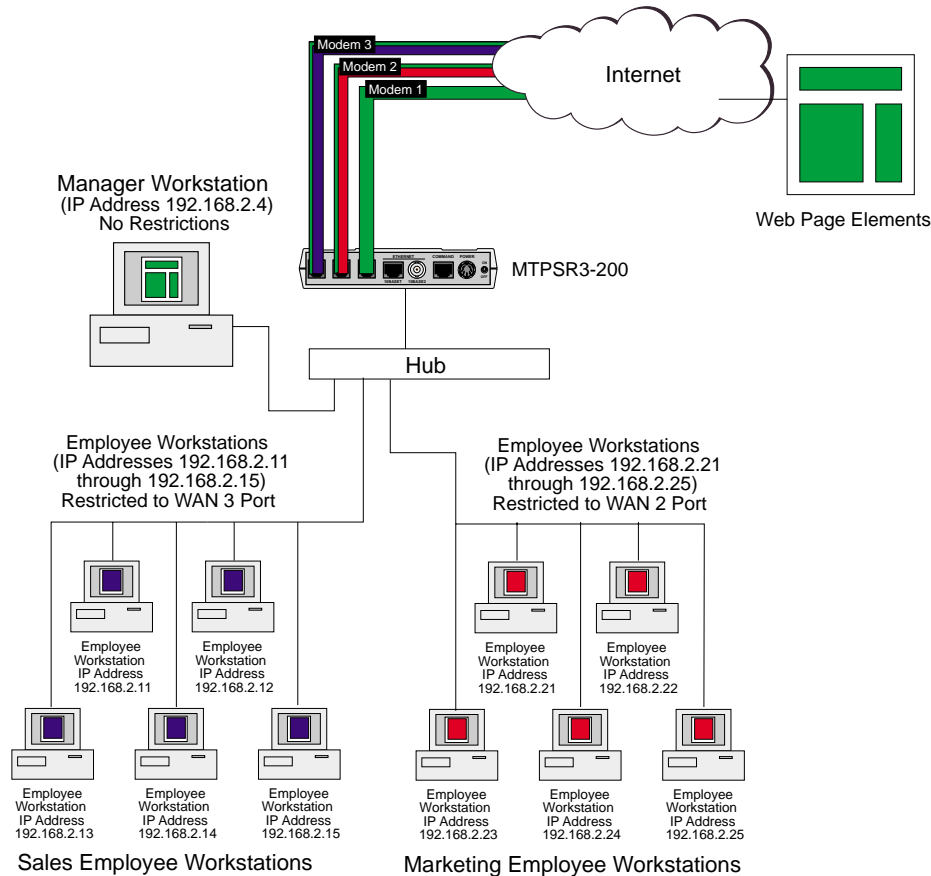 Modem 3
Modem 2
Modem 1
Internet
Web Page Elements
Manager Workstation
(IP Address 192.168.2.4)
No Restrictions
ETHERNET
COMMAND
POWER
ON
OFF
10BASET
10BASE2
MTPSR3-200
Hub
Employee Workstations
(IP Addresses 192.168.2.11
through 192.168.2.15)
Restricted to WAN 3 Port
Employee Workstations
(IP Addresses 192.168.2.21
through 192.168.2.25)
Restricted to WAN 2 Port
Employee
Workstation
IP Address
192.168.2.11
Employee
Workstation
IP Address
192.168.2.12
Employee
Workstation
IP Address
192.168.2.21
Employee
Workstation
IP Address
192.168.2.22
Employee
Workstation
IP Address
192.168.2.13
Employee
Workstation
IP Address
192.168.2.14
Employee
Workstation
IP Address
192.168.2.15
Employee
Workstation
IP Address
192.168.2.23
Employee
Workstation
IP Address
192.168.2.24
Employee
Workstation
IP Address
192.168.2.25
Sales Employee Workstations
Marketing Employee Workstations